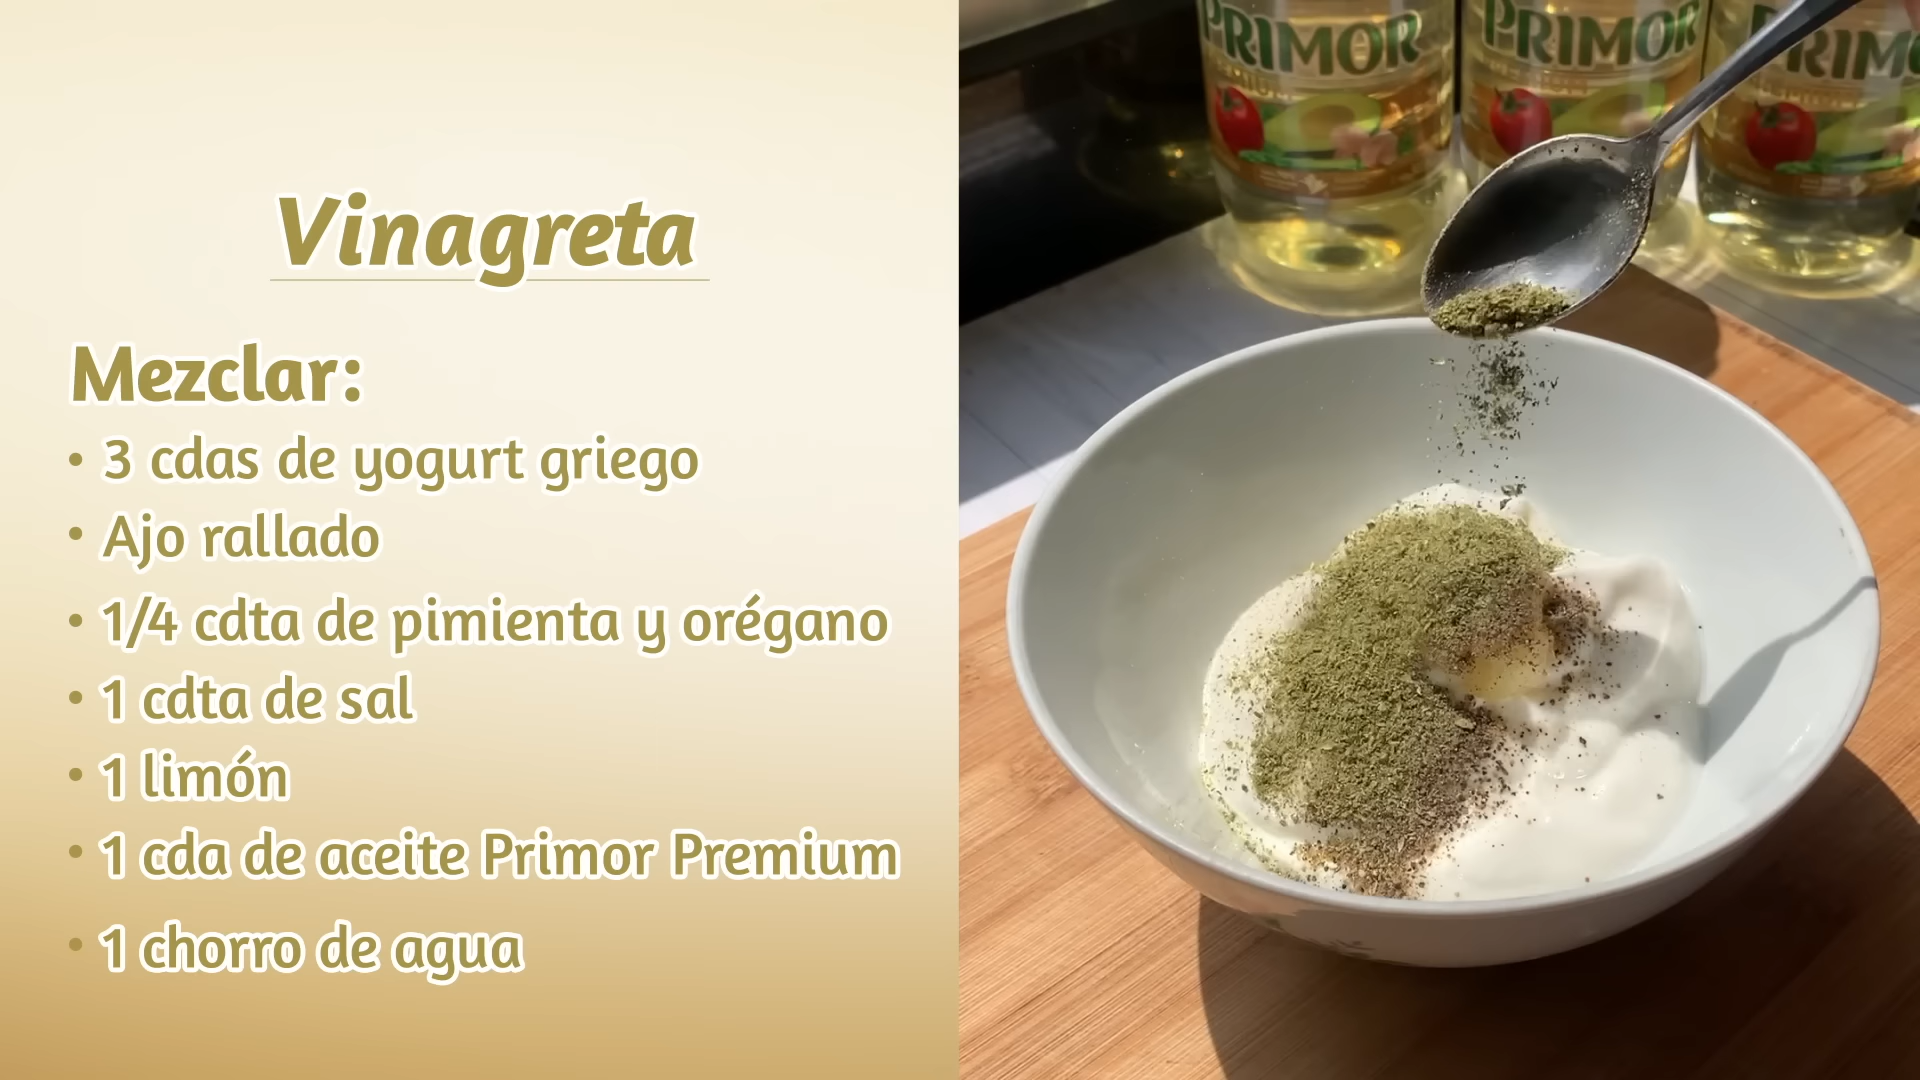 Vinagreta
Mezclar:
• 3 cdas de yogurt griego
• Ajo rallado
• 1/4 cdta de pimienta y orégano
• 1 cdta de sal
• 1 limón
• 1 cda de aceite Primor Premium
• 1 chorro de agua
PRIMOR
PRIMOR
PRIMO